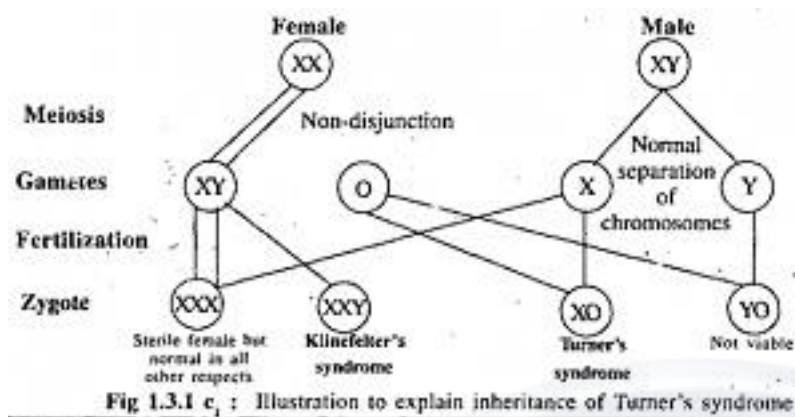 Female Male
XX XY
Meiosis Non-disjunction
Normal
separation
of
chromosomes
Gametes XY O X Y
Fertilization
Zygote XXX XXY XO YO
Sterile female but
normal in all
other respects
Klinefelter's
syndrome
Turner's
syndrome
Not viable
Fig 1.3.1 c, : Illustration to explain inheritance of Turner's syndrome